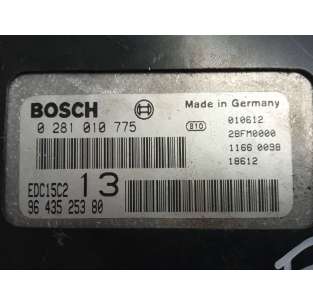 Made in Germany
BOSCH
0 281 010 775
B10
010612
28FM0000
1166 0098
18612
EDC15C2
13
96 435 253 80